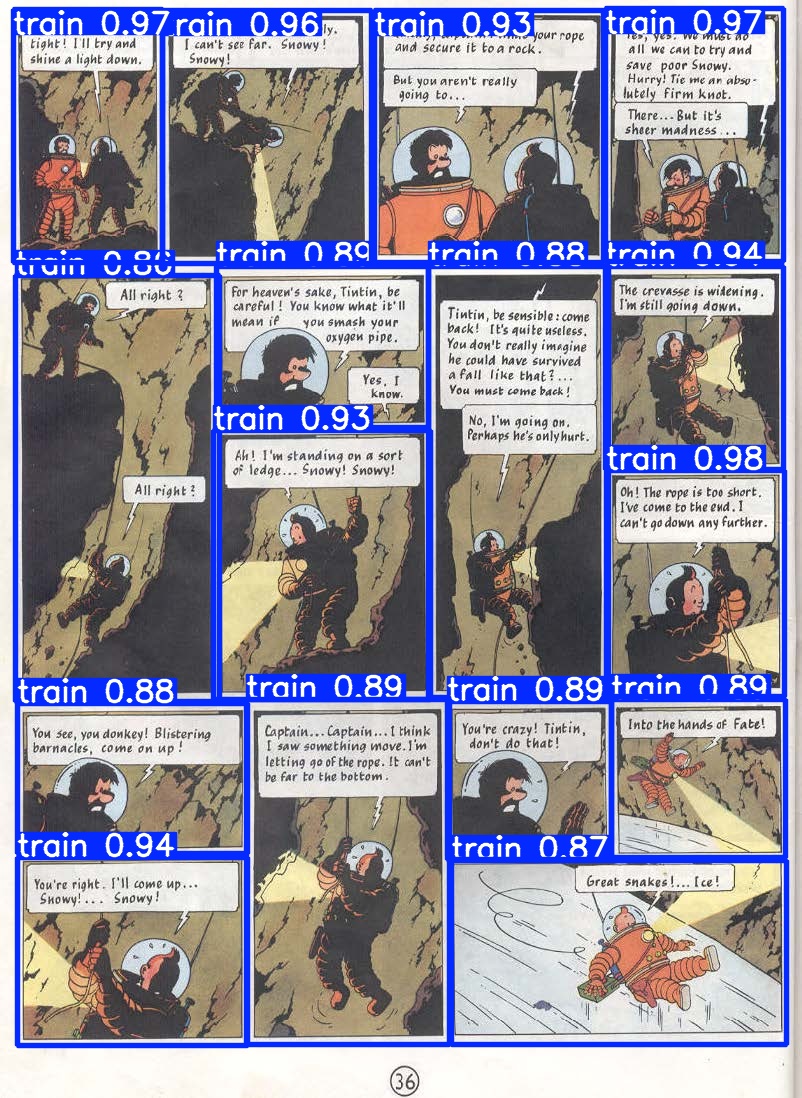 train 0.97
tight! I'll try and
shine a light down.
train 0.96
I can't see far. Snowy!
Snowy!
train 0.93
your rope
and secure it to a rock.
But you aren't really
going to...
train 0.97
Yes, yes. We must do
all we can to try and
save poor Snowy.
Hurry! Tie me an abso-
lutely firm knot.
There... But it's
sheer madness...
train 0.86
All right?
All right?
train 0.89
For heaven's sake, Tintin, be
careful! You know what it'll
mean if you smash your
oxygen pipe.
Yes, I
know.
train 0.93
Ah! I'm standing on a sort
of ledge... Snowy! Snowy!
train 0.88
Tintin, be sensible: come
back! It's quite useless.
You don't really imagine
he could have survived
a fall like that?...
You must come back!
No, I'm going on.
Perhaps he's only hurt.
train 0.94
The crevasse is widening.
I'm still going down.
train 0.98
Oh! The rope is too short.
I've come to the end. I
can't go down any further.
train 0.88
You see, you donkey! Blistering
barnacles, come on up!
train 0.94
You're right. I'll come up...
Snowy!... Snowy!
train 0.89
Captain... Captain... I think
I saw something move. I'm
letting go of the rope. It can't
be far to the bottom.
train 0.89
You're crazy! Tintin,
don't do that!
train 0.89
Into the hands of Fate!
train 0.87
Great snakes!... Ice!
36